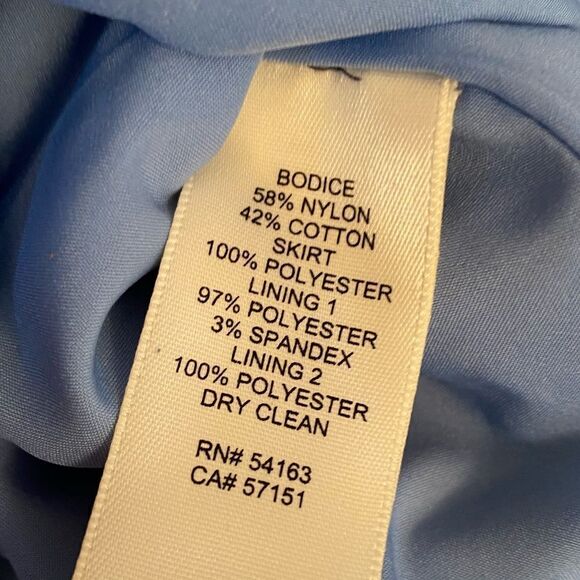 BODICE
58% NYLON
42% COTTON
SKIRT
100% POLYESTER
LINING 1
97% POLYESTER
3% SPANDEX
LINING 2
100% POLYESTER
DRY CLEAN
RN# 54163
CA# 57151